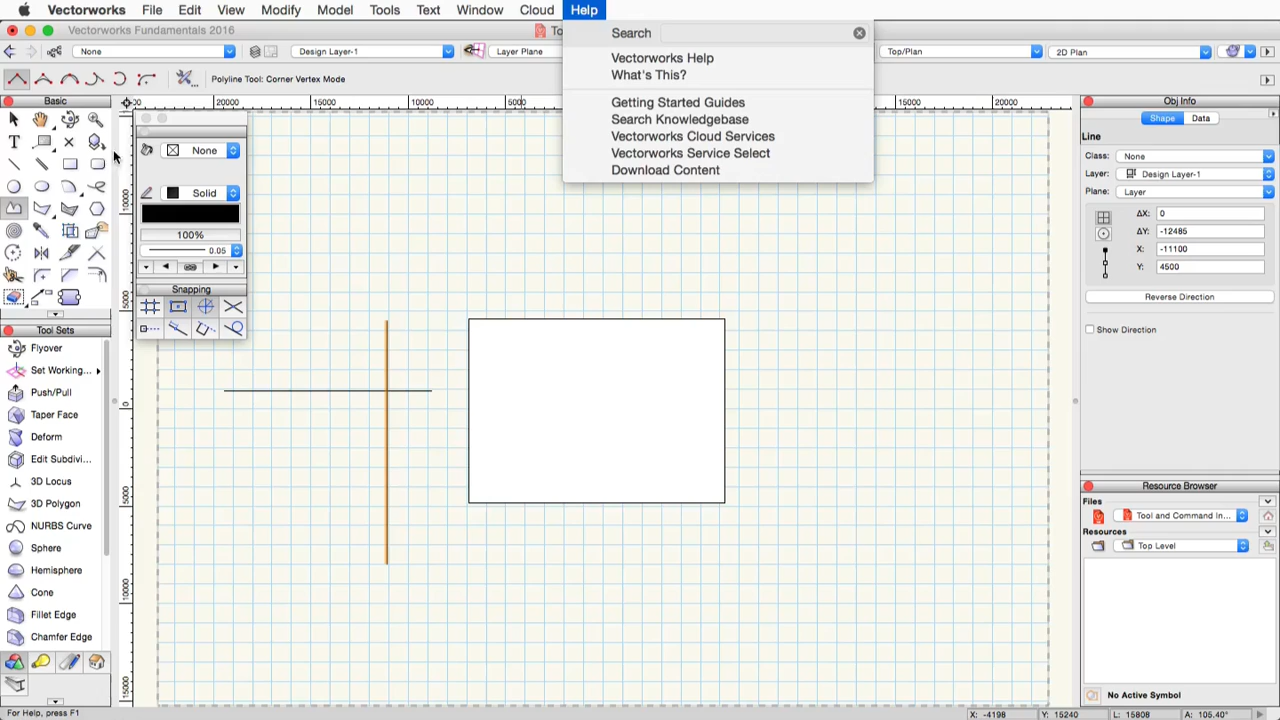 Vectorworks File Edit View Modify Model Tools Text Window Cloud Help
Vectorworks Fundamentals 2016
Search
None
Design Layer-1
Layer Plane
Top/Plan
2D Plan
Vectorworks Help
What's This?
Getting Started Guides
Search Knowledgebase
Vectorworks Cloud Services
Vectorworks Service Select
Download Content
Polyline Tool: Corner Vertex Mode
Basic
20000 15000 10000 5000 15000 20000
None
Solid
100%
0.05
Snapping
10000
5000
0
5000
10000
15000
Tool Sets
Flyover
Set Working...
Push/Pull
Taper Face
Deform
Edit Subdivi...
3D Locus
3D Polygon
NURBS Curve
Sphere
Hemisphere
Cone
Fillet Edge
Chamfer Edge
Obj Info
Shape Data
Line
Class: None
Layer: Design Layer-1
Plane: Layer
ΔX: 0
ΔY: -12485
X: -11100
Y: 4500
Reverse Direction
Show Direction
Resource Browser
Files
Tool and Command In...
Resources
Top Level
No Active Symbol
For Help, press F1
X: -4198 Y: 15240 L: 15808 A: 105.40°